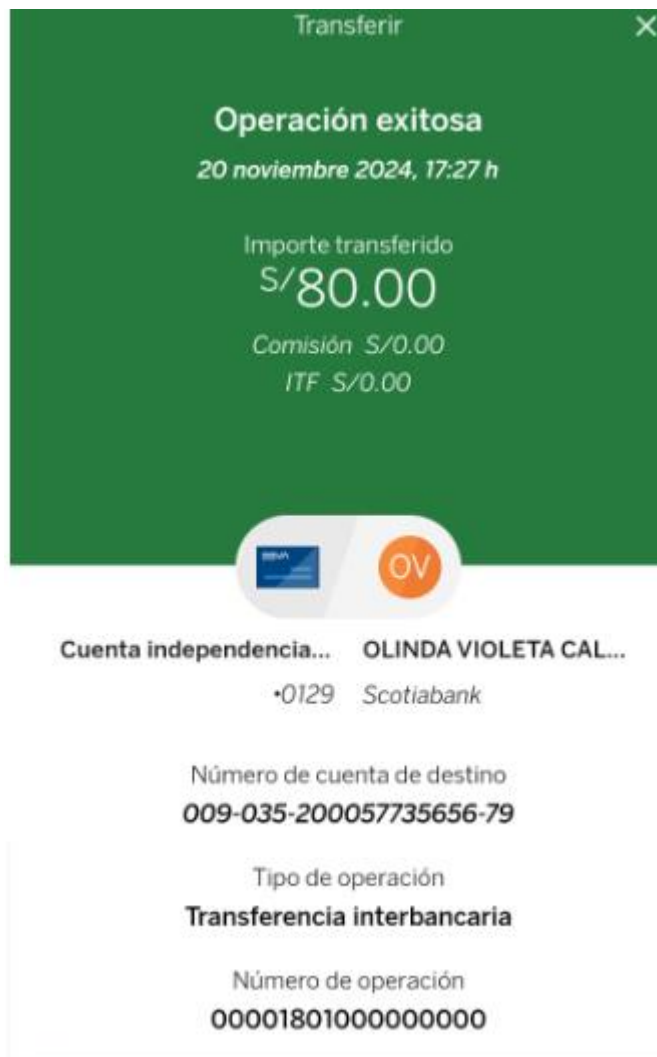 Transferir
Operación exitosa
20 noviembre 2024, 17:27 h
Importe transferido
S/80.00
Comisión S/0.00
ITF S/0.00
BBVA
OV
Cuenta independencia... OLINDA VIOLETA CAL...
•0129 Scotiabank
Número de cuenta de destino
009-035-200057735656-79
Tipo de operación
Transferencia interbancaria
Número de operación
000018010000000000